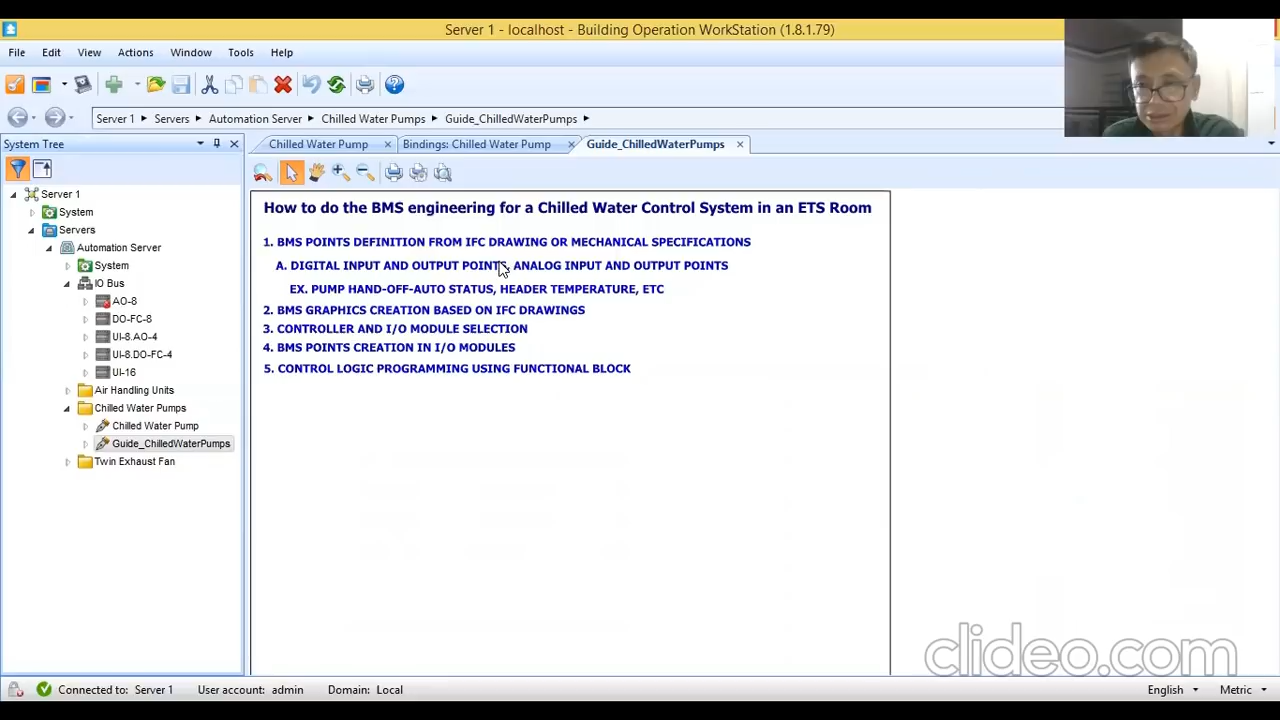 Server 1 - localhost - Building Operation WorkStation (1.8.1.79)
File Edit View Actions Window Tools Help
Server 1 Servers Automation Server Chilled Water Pumps Guide_ChilledWaterPumps
System Tree
Chilled Water Pump Bindings: Chilled Water Pump Guide_ChilledWaterPumps
Server 1
System
Servers
Automation Server
System
IO Bus
AO-8
DO-FC-8
UI-8.AO-4
UI-8.DO-FC-4
UI-16
Air Handling Units
Chilled Water Pumps
Chilled Water Pump
Guide_ChilledWaterPumps
Twin Exhaust Fan
How to do the BMS engineering for a Chilled Water Control System in an ETS Room
1. BMS POINTS DEFINITION FROM IFC DRAWING OR MECHANICAL SPECIFICATIONS
A. DIGITAL INPUT AND OUTPUT POINTS, ANALOG INPUT AND OUTPUT POINTS
EX. PUMP HAND-OFF-AUTO STATUS, HEADER TEMPERATURE, ETC
2. BMS GRAPHICS CREATION BASED ON IFC DRAWINGS
3. CONTROLLER AND I/O MODULE SELECTION
4. BMS POINTS CREATION IN I/O MODULES
5. CONTROL LOGIC PROGRAMMING USING FUNCTIONAL BLOCK
clideo.com
Connected to: Server 1 User account: admin Domain: Local English Metric